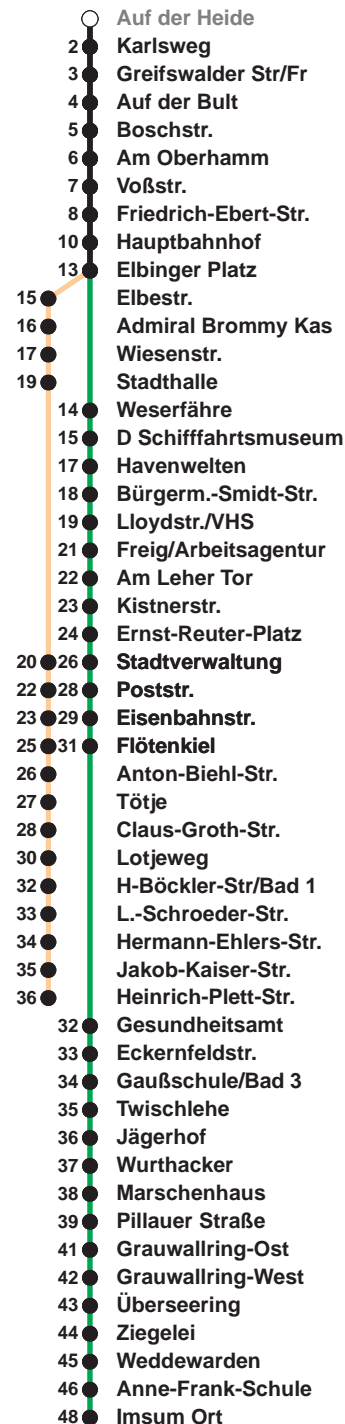 Auf der Heide
2 Karlsweg
3 Greifswalder Str/Fr
4 Auf der Bult
5 Boschstr.
6 Am Oberhamm
7 Voßstr.
8 Friedrich-Ebert-Str.
10 Hauptbahnhof
13 Elbinger Platz
15 Elbestr.
16 Admiral Brommy Kas
17 Wiesenstr.
19 Stadthalle
14 Weserfähre
15 D Schifffahrtsmuseum
17 Havenwelten
18 Bürgerm.-Smidt-Str.
19 Lloydstr./VHS
21 Freig/Arbeitsagentur
22 Am Leher Tor
23 Kistnerstr.
24 Ernst-Reuter-Platz
20 26 Stadtverwaltung
22 28 Poststr.
23 29 Eisenbahnstr.
25 31 Flötenkiel
26 Anton-Biehl-Str.
27 Tötje
28 Claus-Groth-Str.
30 Lotjeweg
32 H-Böckler-Str/Bad 1
33 L.-Schroeder-Str.
34 Hermann-Ehlers-Str.
35 Jakob-Kaiser-Str.
36 Heinrich-Plett-Str.
32 Gesundheitsamt
33 Eckernfeldstr.
34 Gaußschule/Bad 3
35 Twischlehe
36 Jägerhof
37 Wurthacker
38 Marschenhaus
39 Pillauer Straße
41 Grauwallring-Ost
42 Grauwallring-West
43 Überseering
44 Ziegelei
45 Weddewarden
46 Anne-Frank-Schule
48 Imsum Ort